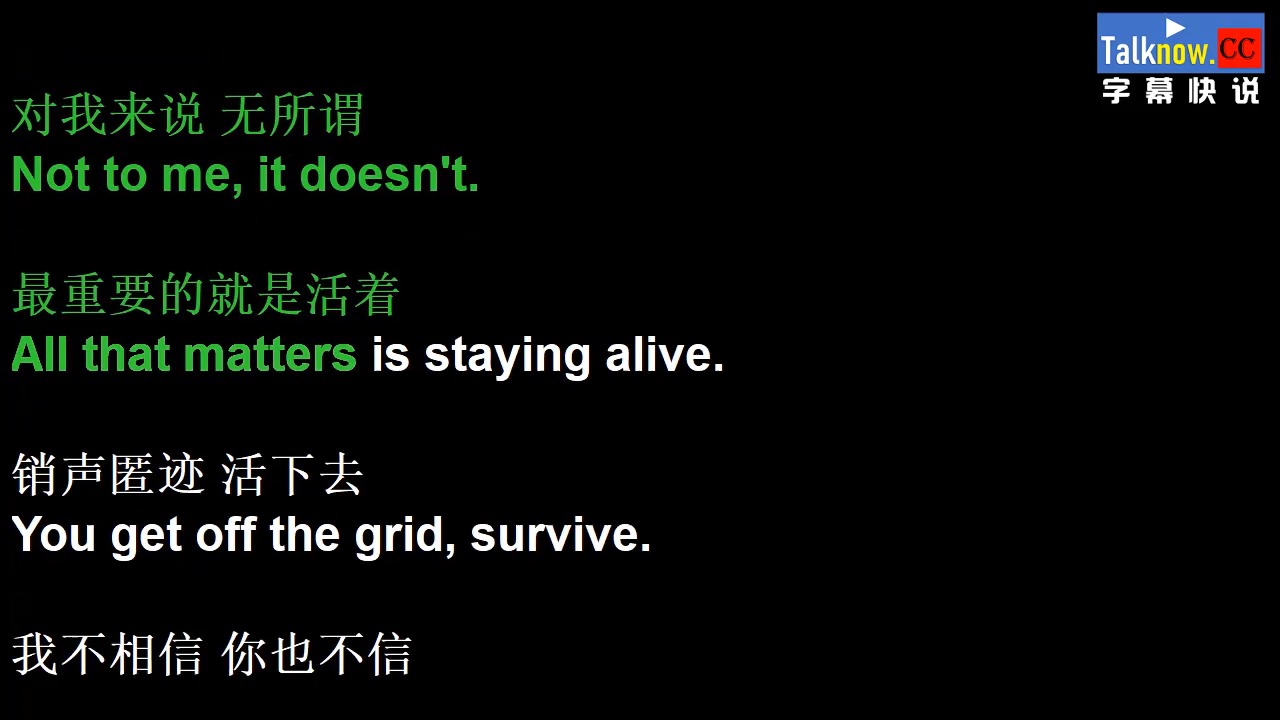 Talknow.CC
字幕快说
对我来说 无所谓
Not to me, it doesn't.
最重要的就是活着
All that matters is staying alive.
销声匿迹 活下去
You get off the grid, survive.
我不相信 你也不信